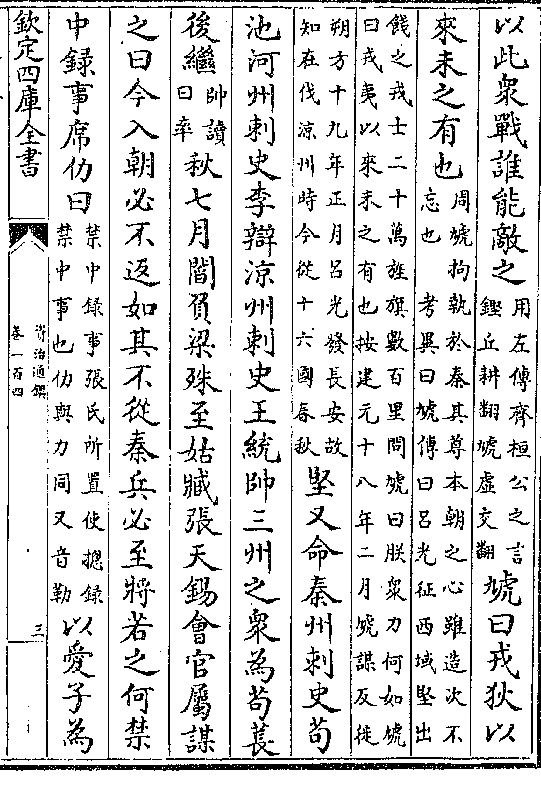 以此衆戰誰能敵之用左傳齊桓公之言鏗丘耕翻虓虛交翻虓曰戎狄以
來未之有也周虓拘執於秦其尊本朝之心雖造次不忘也考異曰虓傳曰吕光征西域堅出
餞之戎士二十萬旌旗數百里問虓曰朕衆力何如虓曰戎夷以來未之有也按建元十八年二月虓謀反徙
朔方十九年正月吕光發長安故知在伐涼州時今從十六國春秋堅又命秦州刺史苟
池河州刺史李辯涼州刺史王統帥三州之衆為苟萇
後繼帥讀曰率秋七月閻負梁殊至姑臧張天錫會官屬謀
之曰今入朝必不返如其不從秦兵必至將若之何禁
中録事席仂曰禁中録事張氏所置使摠録禁中事也仂與力同又音勒以愛子為
欽定四庫全書
資治通鑑
卷一百四
三